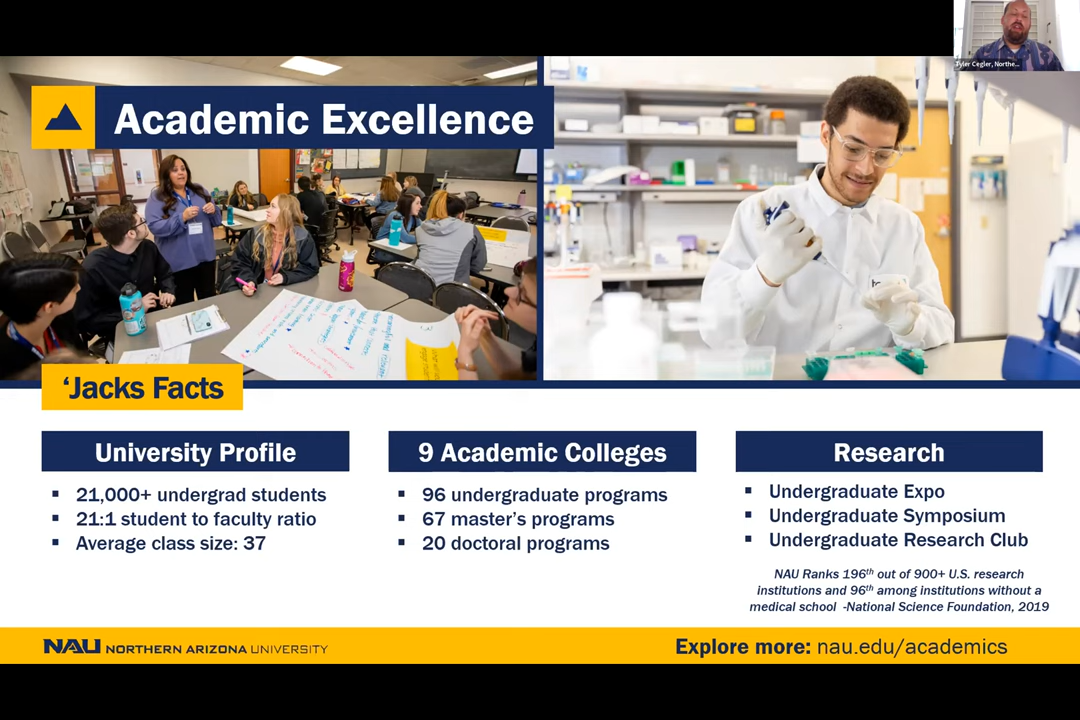 Tyler Cegler, Northe...
Academic Excellence
'Jacks Facts
University Profile
▪ 21,000+ undergrad students
▪ 21:1 student to faculty ratio
▪ Average class size: 37
9 Academic Colleges
▪ 96 undergraduate programs
▪ 67 master's programs
▪ 20 doctoral programs
Research
▪ Undergraduate Expo
▪ Undergraduate Symposium
▪ Undergraduate Research Club
NAU Ranks 196th out of 900+ U.S. research
institutions and 96th among institutions without a
medical school -National Science Foundation, 2019
NAU NORTHERN ARIZONA UNIVERSITY
Explore more: nau.edu/academics